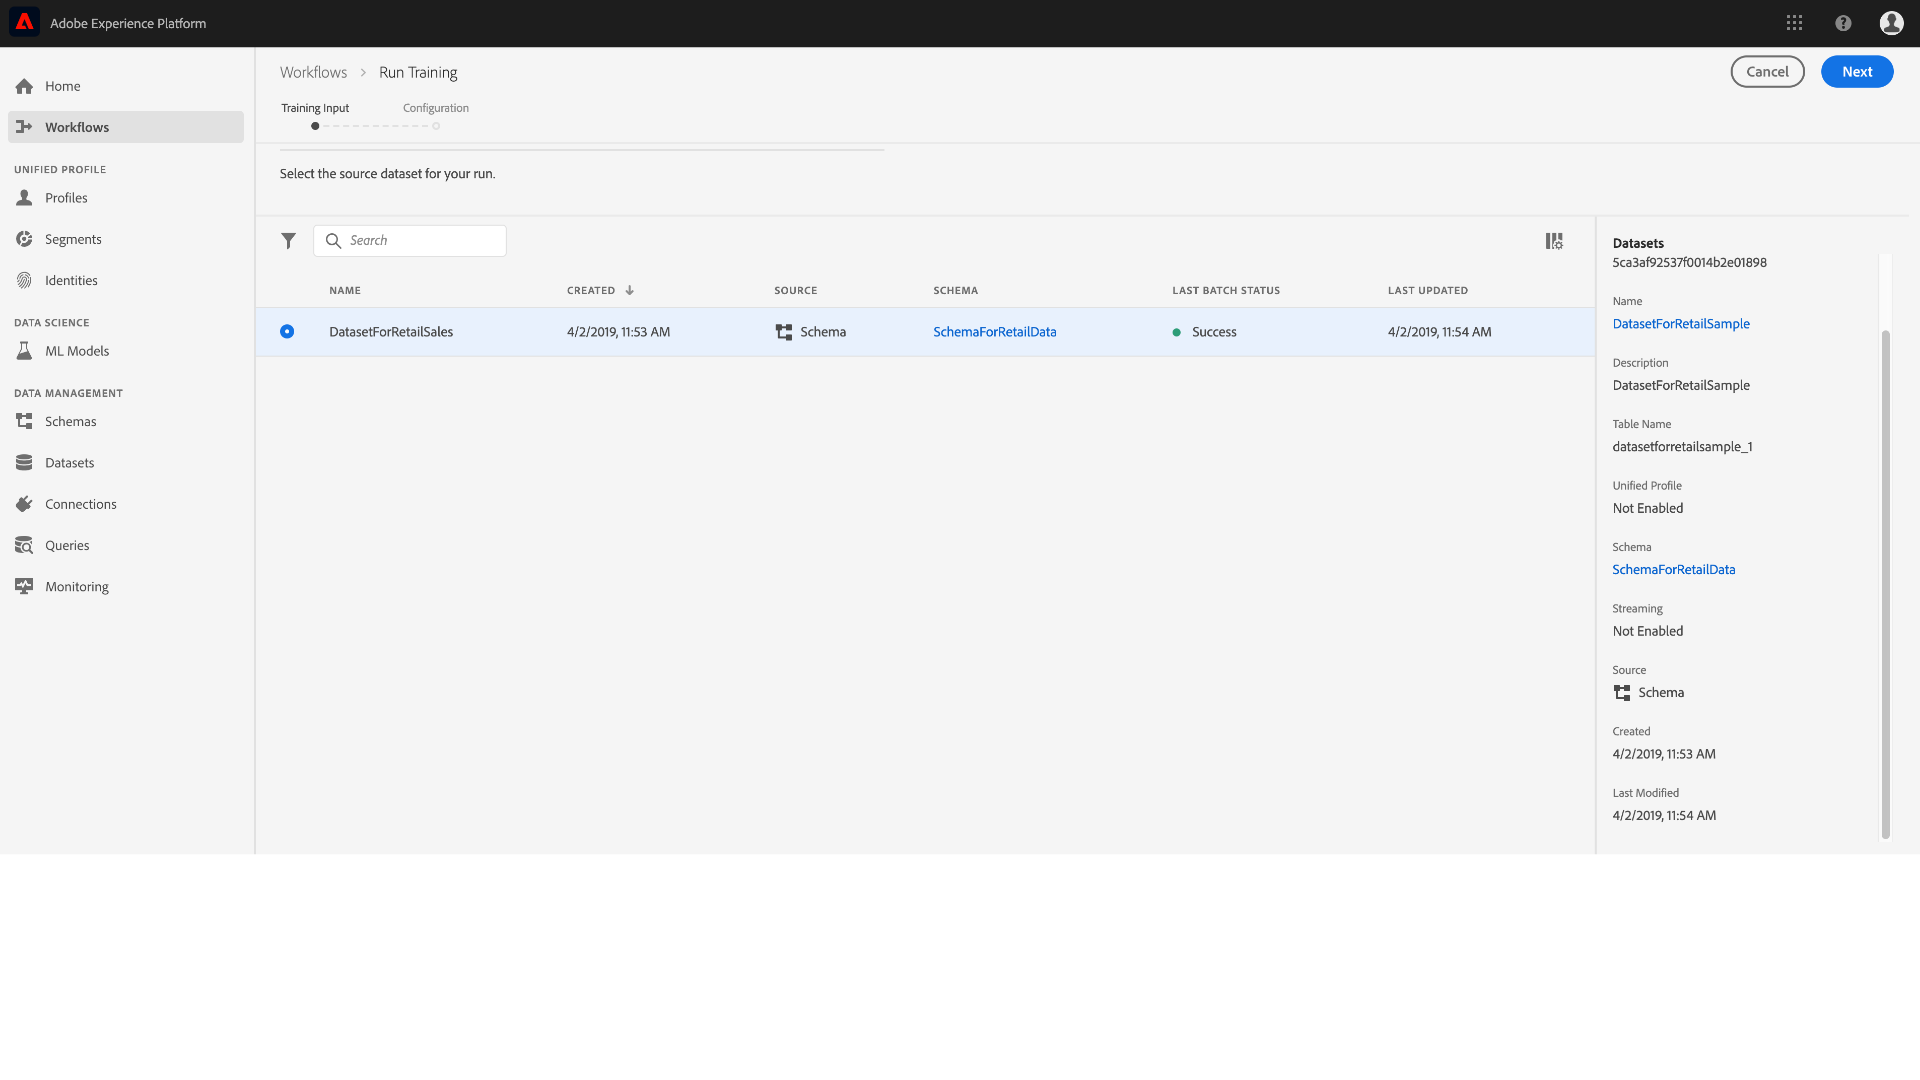 Adobe Experience Platform
Home
Workflows
UNIFIED PROFILE
Profiles
Segments
Identities
DATA SCIENCE
ML Models
DATA MANAGEMENT
Schemas
Datasets
Connections
Queries
Monitoring
Workflows > Run Training
Cancel
Next
Training Input
Configuration
Select the source dataset for your run.
Search
NAME CREATED ↓ SOURCE SCHEMA LAST BATCH STATUS LAST UPDATED
DatasetForRetailSales 4/2/2019, 11:53 AM Schema SchemaForRetailData Success 4/2/2019, 11:54 AM
Datasets
5ca3af92537f0014b2e01898
Name
DatasetForRetailSample
Description
DatasetForRetailSample
Table Name
datasetforretailsample_1
Unified Profile
Not Enabled
Schema
SchemaForRetailData
Streaming
Not Enabled
Source
Schema
Created
4/2/2019, 11:53 AM
Last Modified
4/2/2019, 11:54 AM